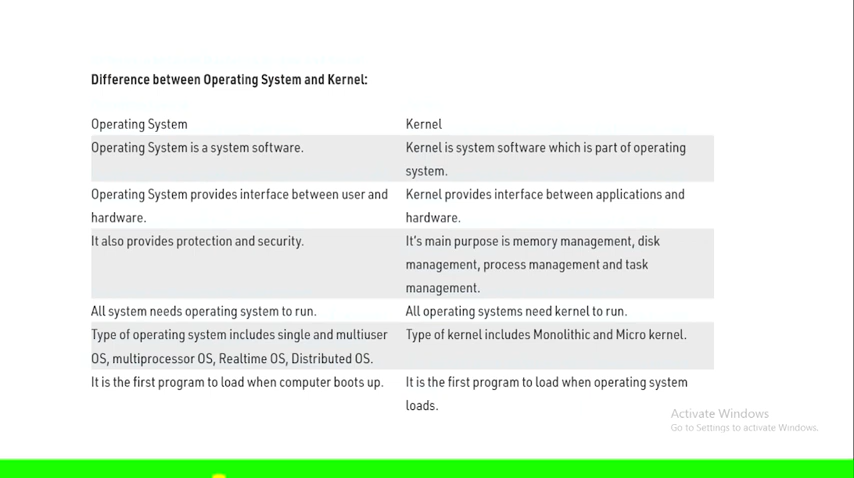 Difference between Operating System and Kernel:
Operating System
Kernel
Operating System is a system software.
Kernel is system software which is part of operating
system.
Operating System provides interface between user and
hardware.
Kernel provides interface between applications and
hardware.
It also provides protection and security.
It's main purpose is memory management, disk
management, process management and task
management.
All system needs operating system to run.
All operating systems need kernel to run.
Type of operating system includes single and multiuser
OS, multiprocessor OS, Realtime OS, Distributed OS.
Type of kernel includes Monolithic and Micro kernel.
It is the first program to load when computer boots up.
It is the first program to load when operating system
loads.
Activate Windows
Go to Settings to activate Windows.